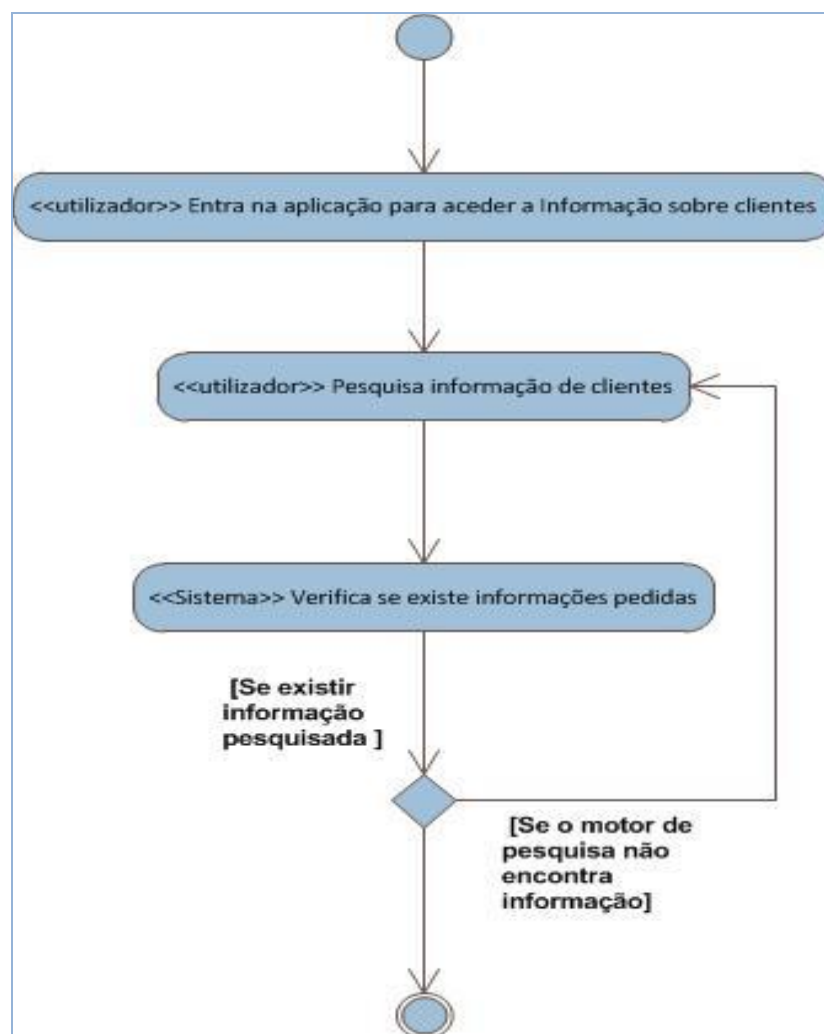 <<utilizador>> Entra na aplicação para aceder a Informação sobre clientes
<<utilizador>> Pesquisa informação de clientes
<<Sistema>> Verifica se existe informações pedidas
[Se existir
informação
pesquisada ]
[Se o motor de
pesquisa não
encontra
informação]